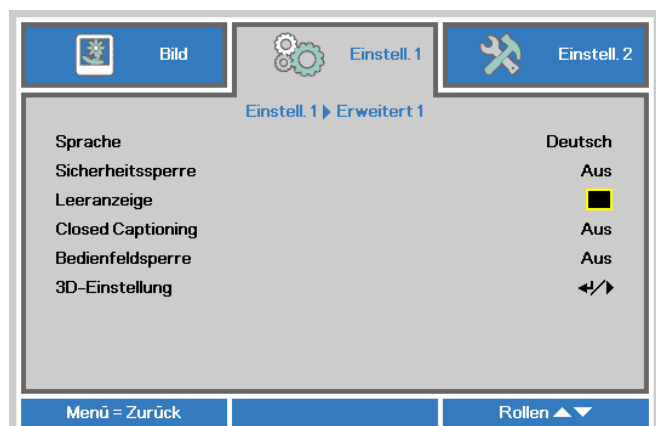 Bild
Einstell. 1
Einstell. 2
Einstell. 1 Erweitert 1
Sprache Deutsch
Sicherheitssperre Aus
Leeranzeige
Closed Captioning Aus
Bedienfeldsperre Aus
3D-Einstellung ↵/▶
Menü = Zurück
Rollen ▲▼